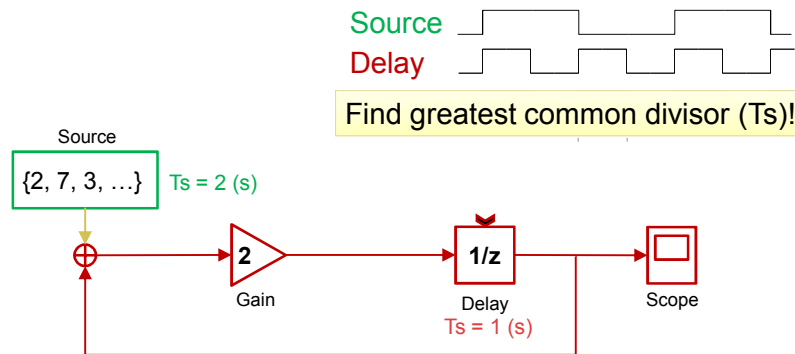 Source
Delay
Find greatest common divisor (Ts)!
Source
{2, 7, 3, …}
Ts = 2 (s)
2
1/z
Gain
Delay
Scope
Ts = 1 (s)